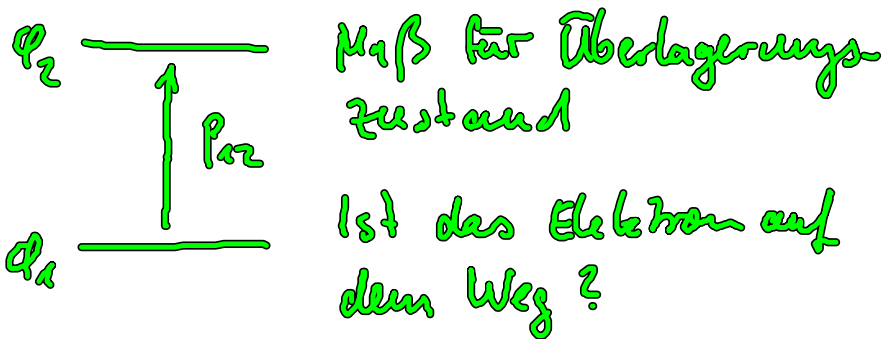 φ₂
Maß für Überlagerungs-
zustand
p₁₂
φ₁
Ist das Elektron auf
dem Weg?